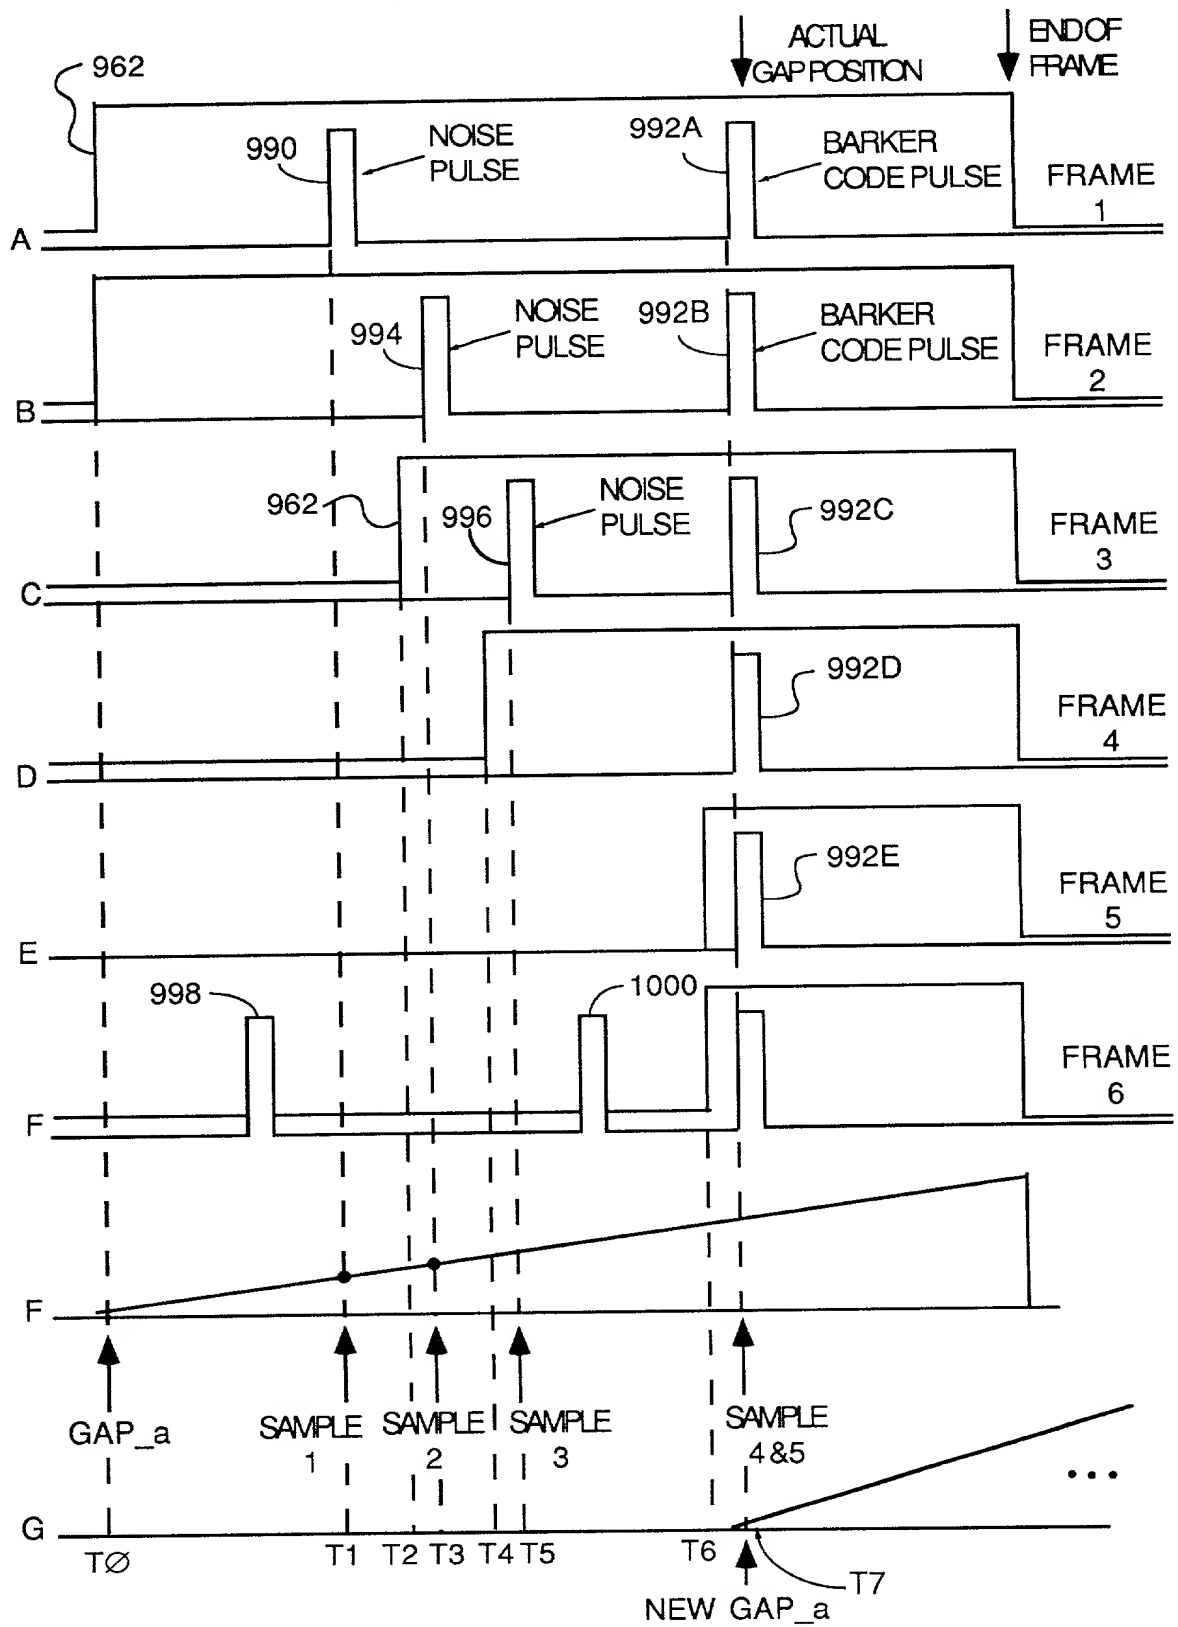 962
ACTUAL
GAP POSITION
END OF
FRAME
990
NOISE
PULSE
992A
BARKER
CODE PULSE
FRAME
1
A
994
NOISE
PULSE
992B
BARKER
CODE PULSE
FRAME
2
B
962
996
NOISE
PULSE
992C
FRAME
3
C
992D
FRAME
4
D
992E
FRAME
5
E
998
1000
FRAME
6
F
F
GAP_a
SAMPLE
1
SAMPLE
2
SAMPLE
3
SAMPLE
4&5
...
G
TØ
T1
T2
T3
T4
T5
T6
T7
NEW GAP_a